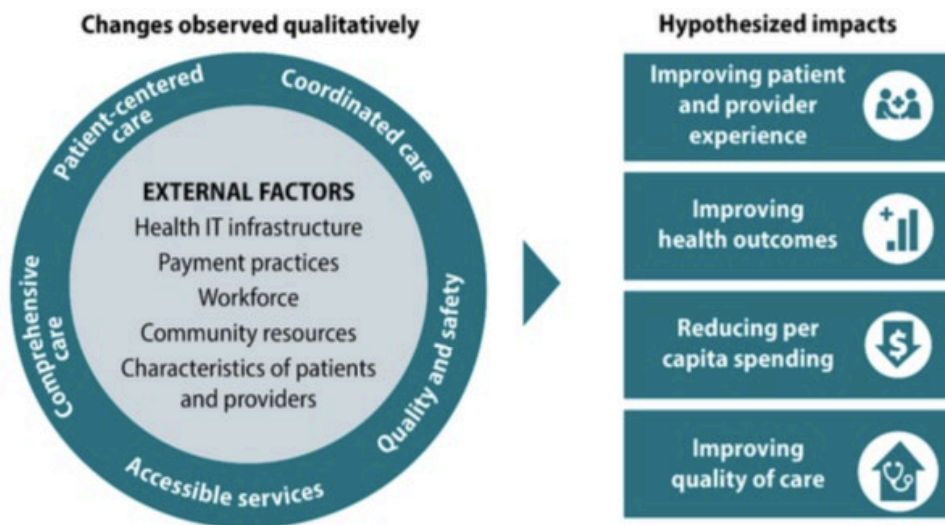 Changes observed qualitatively
Patient-centered
care
Coordinated care
Comprehensive
care
Quality and safety
Accessible services
EXTERNAL FACTORS
Health IT infrastructure
Payment practices
Workforce
Community resources
Characteristics of patients
and providers
Hypothesized impacts
Improving patient
and provider
experience
Improving
health outcomes
+
Reducing per
capita spending
$
Improving
quality of care